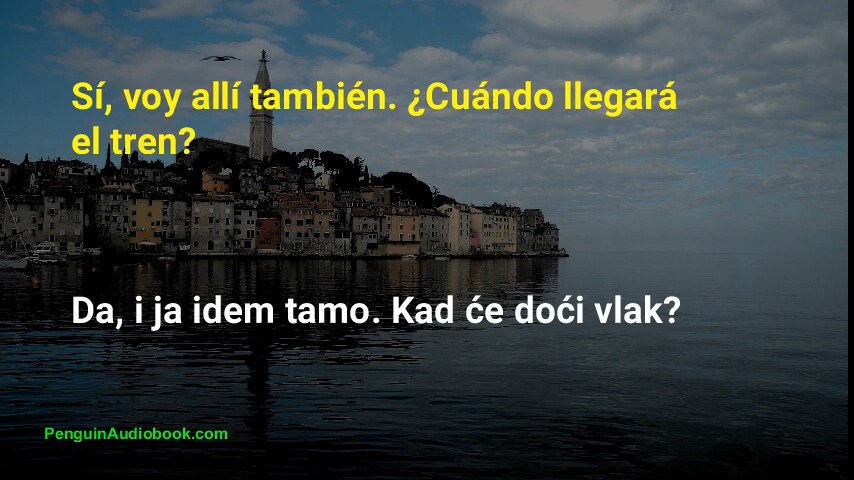 Sí, voy allí también. ¿Cuándo llegará
el tren?
Da, i ja idem tamo. Kad će doći vlak?
PenguinAudiobook.com